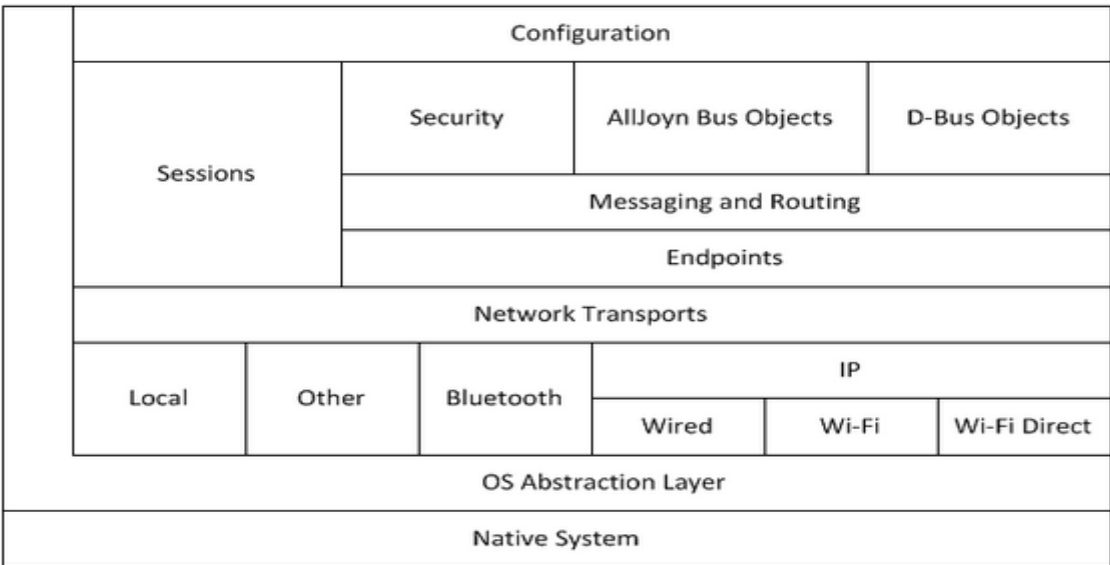 Configuration
Security
AllJoyn Bus Objects
D-Bus Objects
Sessions
Messaging and Routing
Endpoints
Network Transports
IP
Local
Other
Bluetooth
Wired
Wi-Fi
Wi-Fi Direct
OS Abstraction Layer
Native System